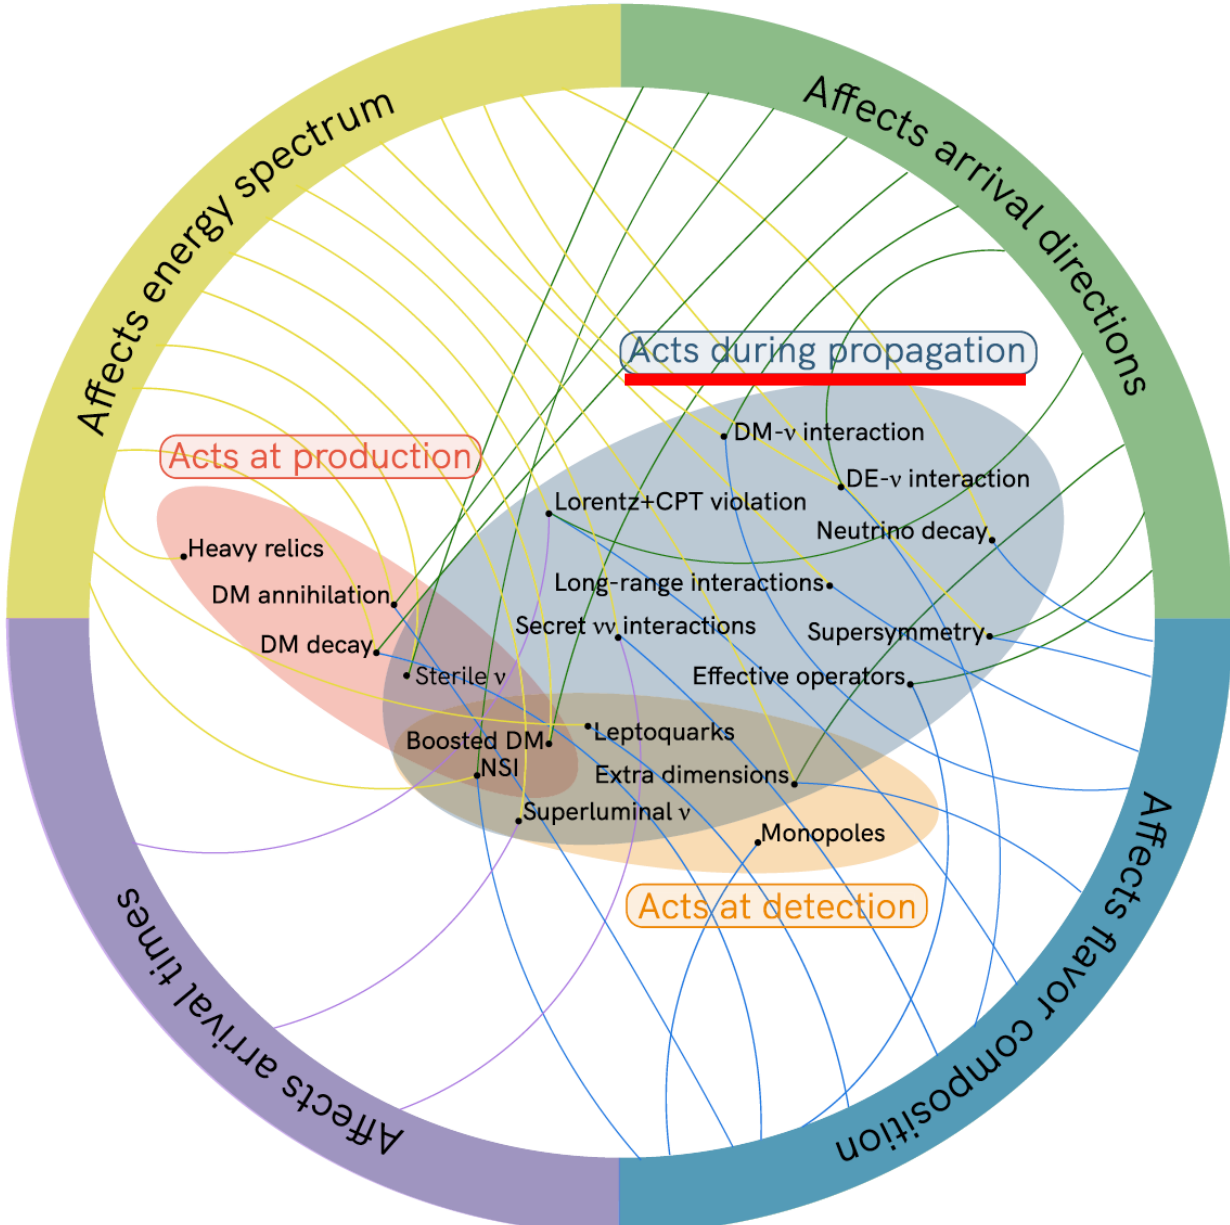 Affects energy spectrum
Affects arrival directions
Acts during propagation
DM-ν interaction
Acts at production
DE-ν interaction
Lorentz+CPT violation
Neutrino decay
Heavy relics
Long-range interactions
DM annihilation
Secret νν interactions
Supersymmetry
DM decay
Sterile ν
Effective operators
Leptoquarks
Boosted DM
NSI
Extra dimensions
Superluminal ν
Monopoles
Acts at detection
Affects arrival times
Affects flavor composition